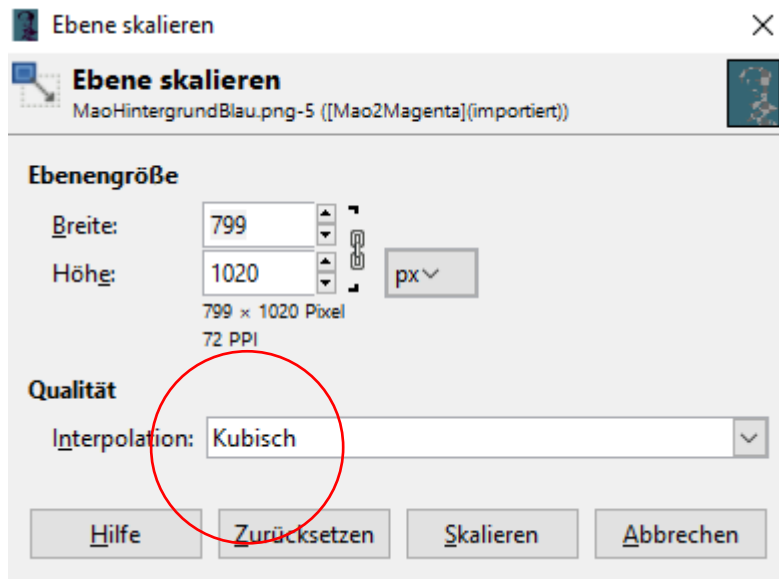 Ebene skalieren
Ebene skalieren
MaoHintergrundBlau.png-5 ([Mao2Magenta](importiert))
Ebenengröße
Breite: 799
Höhe: 1020 px
799 × 1020 Pixel
72 PPI
Qualität
Interpolation: Kubisch
Hilfe Zurücksetzen Skalieren Abbrechen